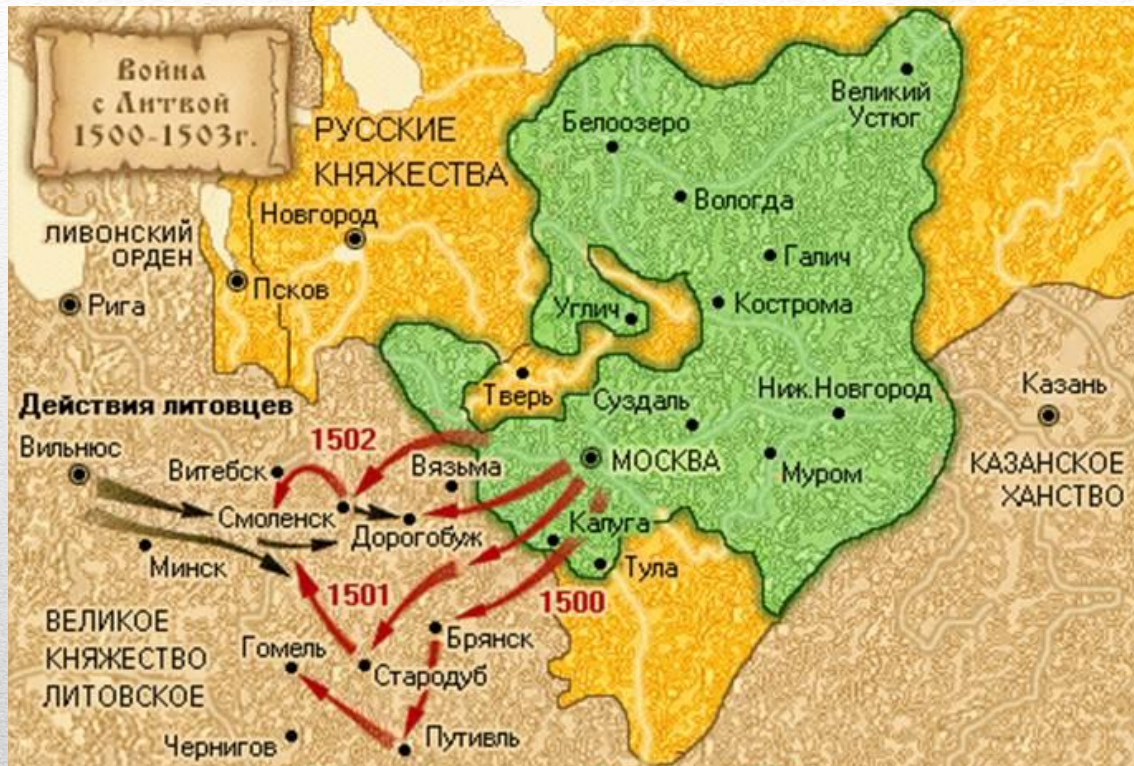 Война
с Литвой
1500-1503г.
РУССКИЕ
КНЯЖЕСТВА
Великий
Устюг
Белоозеро
Вологда
Новгород
ЛИВОНСКИЙ
ОРДЕН
Галич
Псков
Рига
Углич
Кострома
Тверь
Действия литовцев
Суздаль
Ниж.Новгород
Казань
Вильнюс
1502
Витебск
Вязьма
МОСКВА
Муром
КАЗАНСКОЕ
ХАНСТВО
Смоленск
Дорогобуж
Калуга
Минск
Тула
1501
1500
ВЕЛИКОЕ
КНЯЖЕСТВО
ЛИТОВСКОЕ
Гомель
Брянск
Стародуб
Чернигов
Путивль